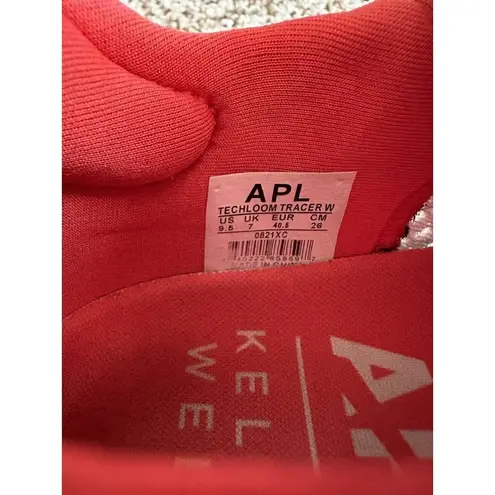 APL
TECHLOOM TRACER W
US UK EUR CM
9.5 7 40.5 26
0821XC
MADE IN CHINA
KEL
WE